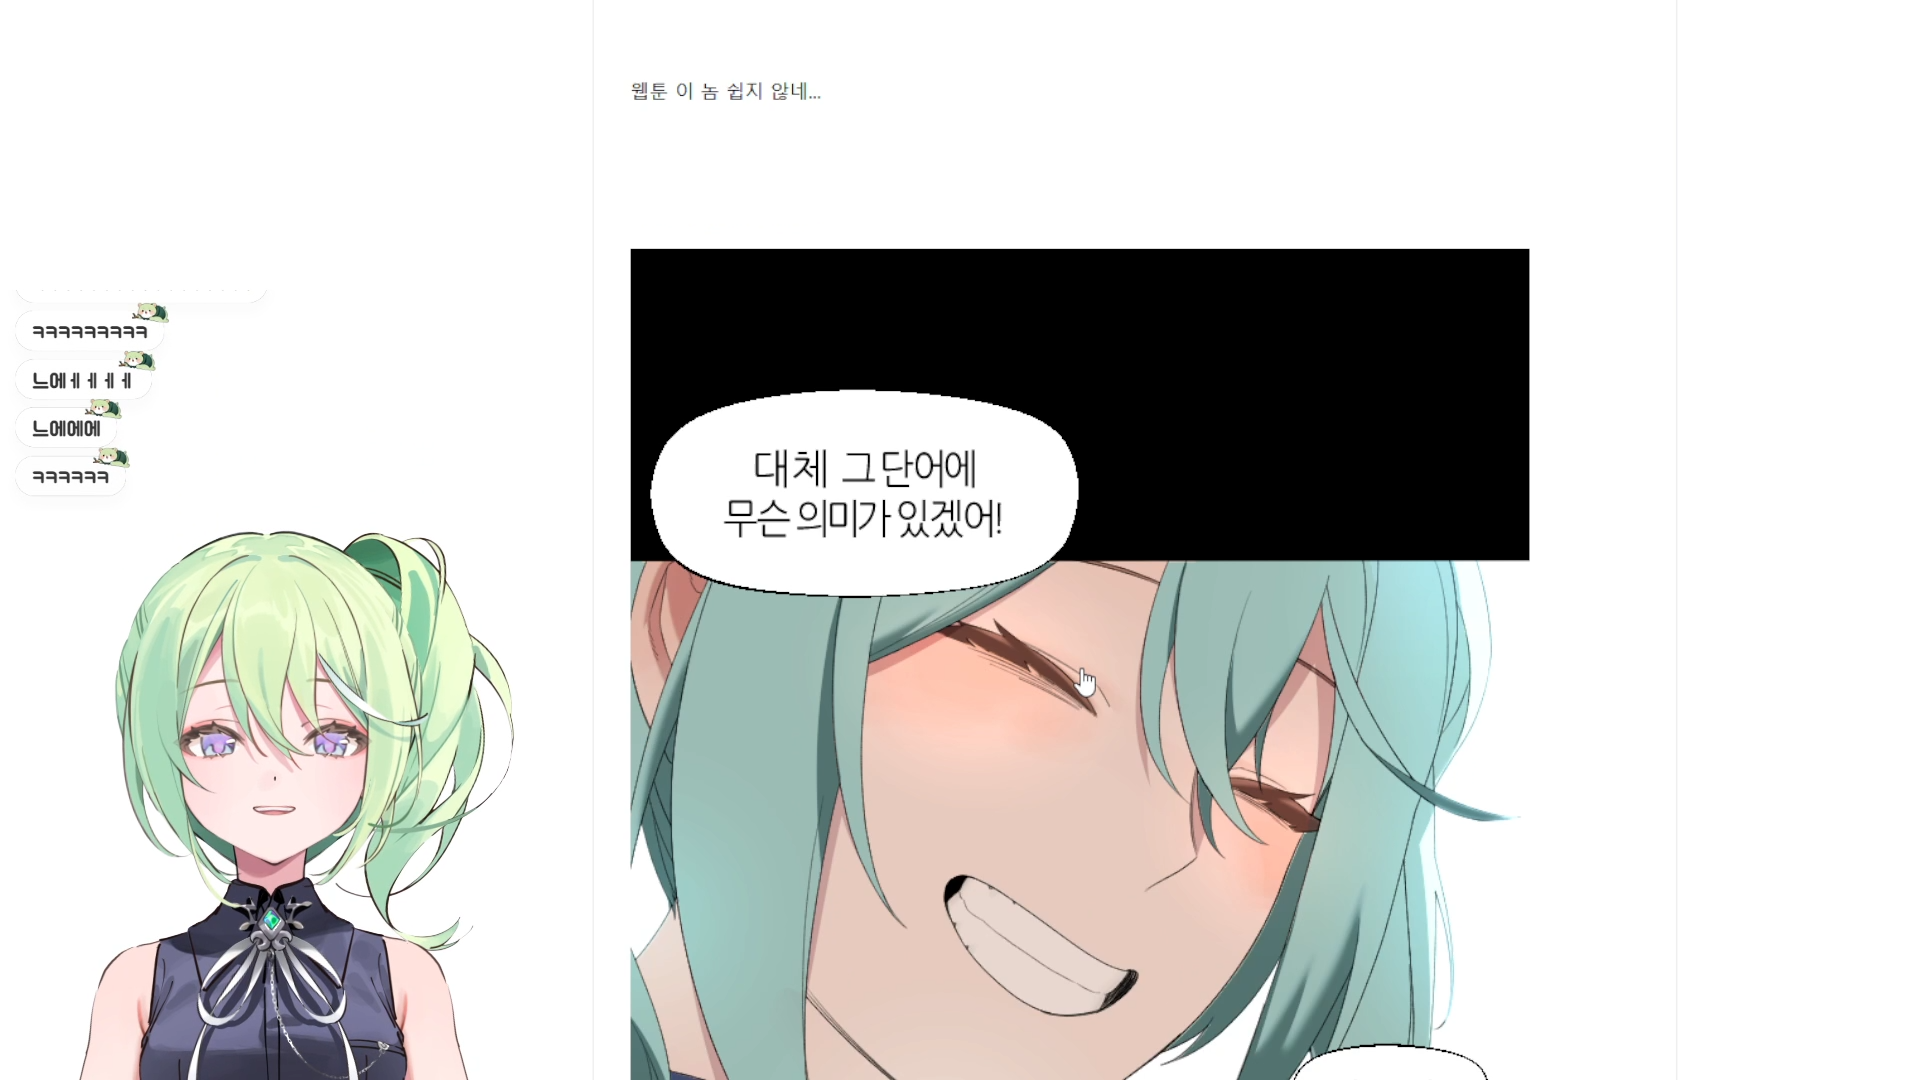 웹툰 이 놈 쉽지 않네...
ㅋㅋㅋㅋㅋㅋㅋㅋㅋ
느에ㅔㅔㅔㅔ
느에에에
ㅋㅋㅋㅋㅋㅋ
대체 그 단어에
무슨 의미가 있겠어!